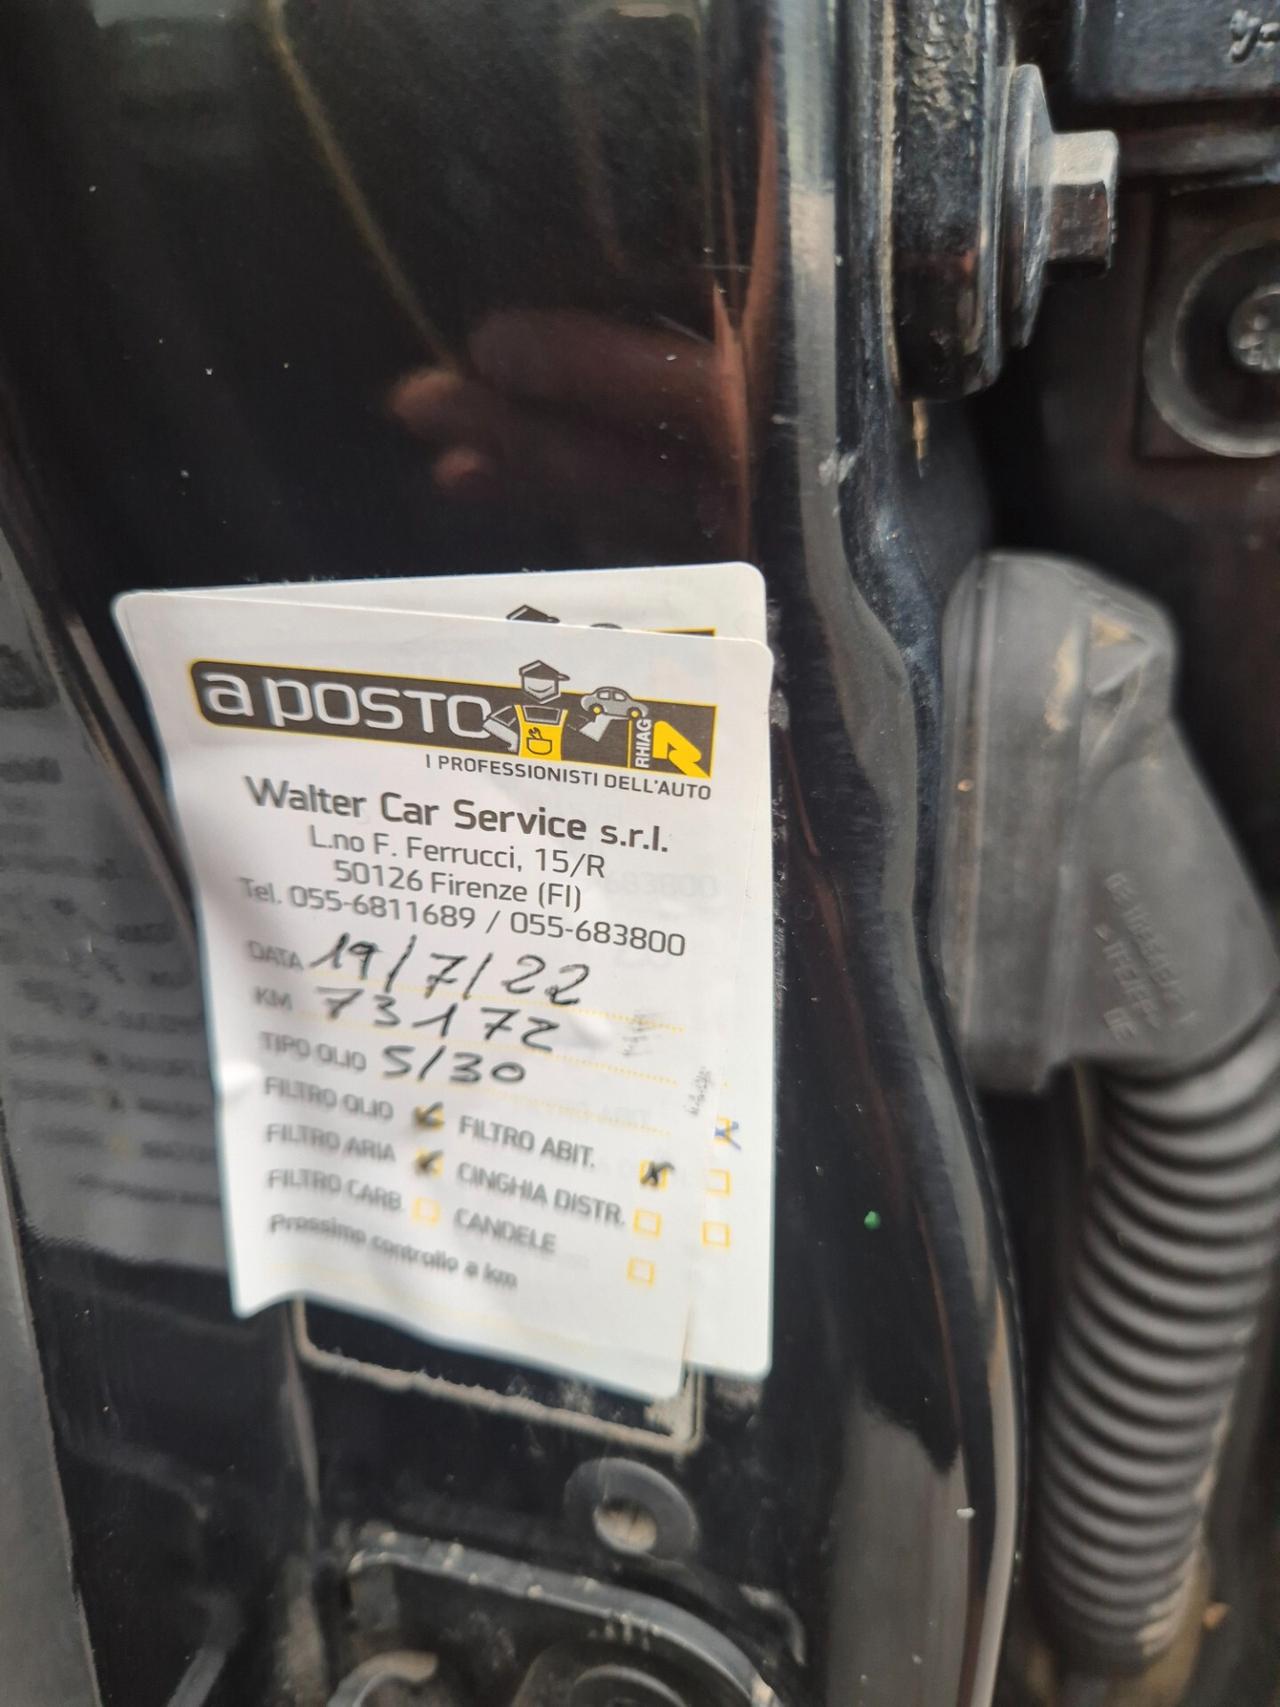 a posto
RHIAG
I PROFESSIONISTI DELL'AUTO
Walter Car Service s.r.l.
L.no F. Ferrucci, 15/R
50126 Firenze (FI)
Tel. 055-6811689 / 055-683800
DATA 19/7/22
KM 73172
TIPO OLIO 5/30
FILTRO OLIO FILTRO ABIT.
FILTRO ARIA CINGHIA DISTR.
FILTRO CARB. CANDELE
Prossimo controllo a km